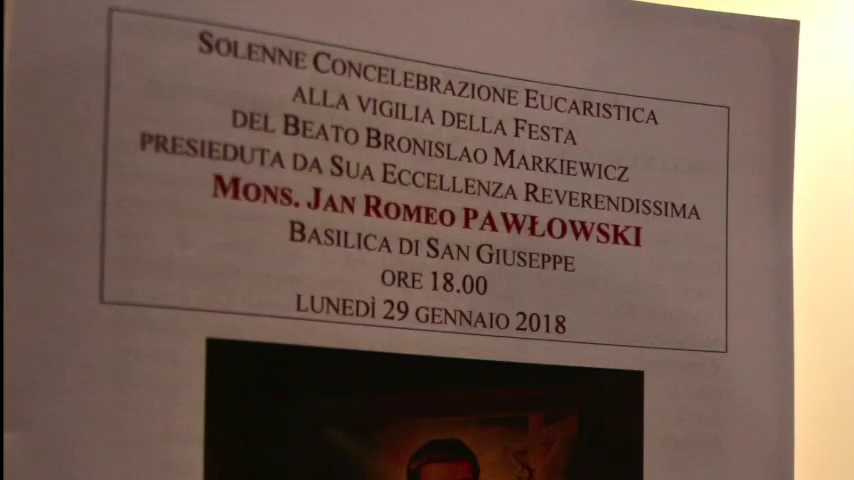 SOLENNE CONCELEBRAZIONE EUCARISTICA
ALLA VIGILIA DELLA FESTA
DEL BEATO BRONISLAO MARKIEWICZ
PRESIEDUTA DA SUA ECCELLENZA REVERENDISSIMA
MONS. JAN ROMEO PAWŁOWSKI
BASILICA DI SAN GIUSEPPE
ORE 18.00
LUNEDÌ 29 GENNAIO 2018